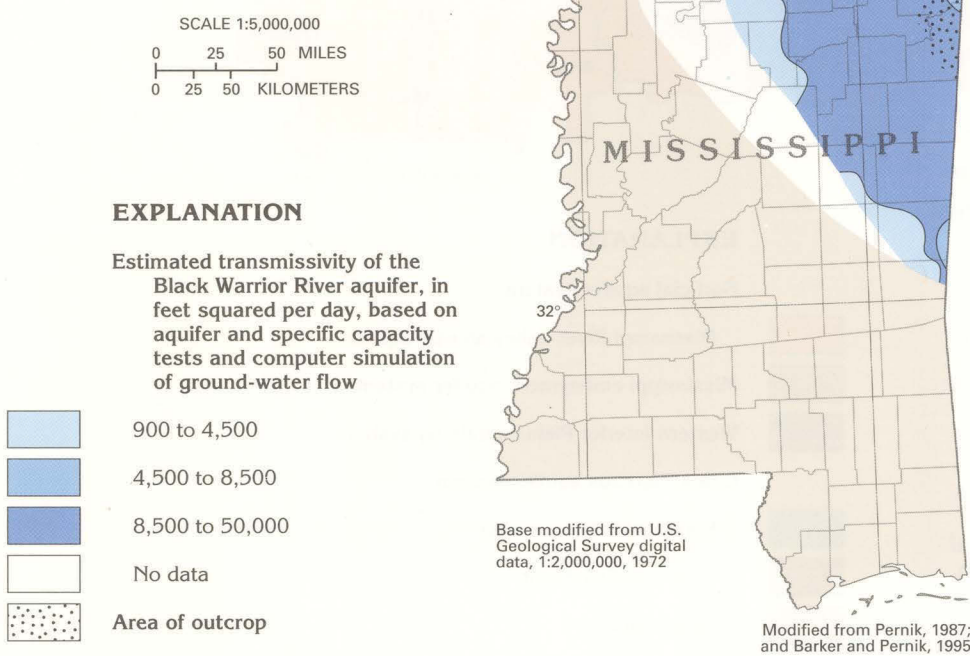 SCALE 1:5,000,000
0 25 50 MILES
0 25 50 KILOMETERS
MISSISSIPPI
32°
EXPLANATION
Estimated transmissivity of the
Black Warrior River aquifer, in
feet squared per day, based on
aquifer and specific capacity
tests and computer simulation
of ground-water flow
900 to 4,500
4,500 to 8,500
8,500 to 50,000
No data
Area of outcrop
Base modified from U.S.
Geological Survey digital
data, 1:2,000,000, 1972
Modified from Pernik, 1987;
and Barker and Pernik, 1995